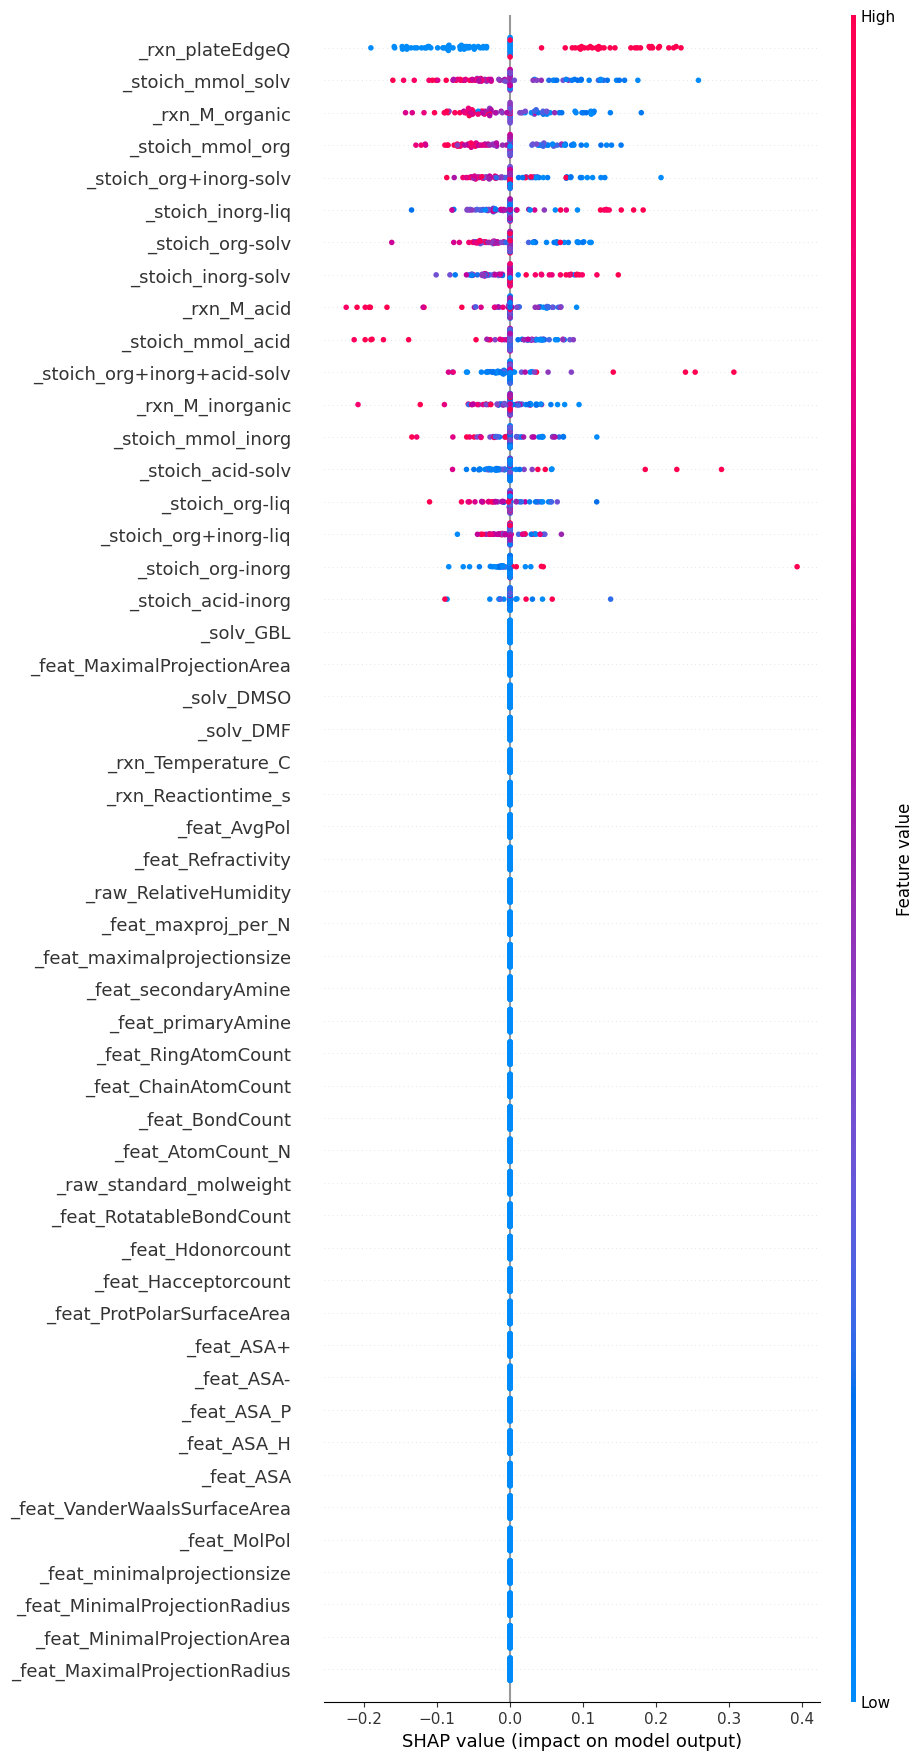 High
_rxn_plateEdgeQ
_stoich_mmol_solv
_rxn_M_organic
_stoich_mmol_org
_stoich_org+inorg-solv
_stoich_inorg-liq
_stoich_org-solv
_stoich_inorg-solv
_rxn_M_acid
_stoich_mmol_acid
_stoich_org+inorg+acid-solv
_rxn_M_inorganic
_stoich_mmol_inorg
_stoich_acid-solv
_stoich_org-liq
_stoich_org+inorg-liq
_stoich_org-inorg
_stoich_acid-inorg
_solv_GBL
_feat_MaximalProjectionArea
_solv_DMSO
_solv_DMF
_rxn_Temperature_C
_rxn_Reactiontime_s
_feat_AvgPol
_feat_Refractivity
_raw_RelativeHumidity
_feat_maxproj_per_N
_feat_maximalprojectionsize
_feat_secondaryAmine
_feat_primaryAmine
_feat_RingAtomCount
_feat_ChainAtomCount
_feat_BondCount
_feat_AtomCount_N
_raw_standard_molweight
_feat_RotatableBondCount
_feat_Hdonorcount
_feat_Hacceptorcount
_feat_ProtPolarSurfaceArea
_feat_ASA+
_feat_ASA-
_feat_ASA_P
_feat_ASA_H
_feat_ASA
_feat_VanderWaalsSurfaceArea
_feat_MolPol
_feat_minimalprojectionsize
_feat_MinimalProjectionRadius
_feat_MinimalProjectionArea
_feat_MaximalProjectionRadius
Feature value
Low
−0.2 −0.1 0.0 0.1 0.2 0.3 0.4
SHAP value (impact on model output)